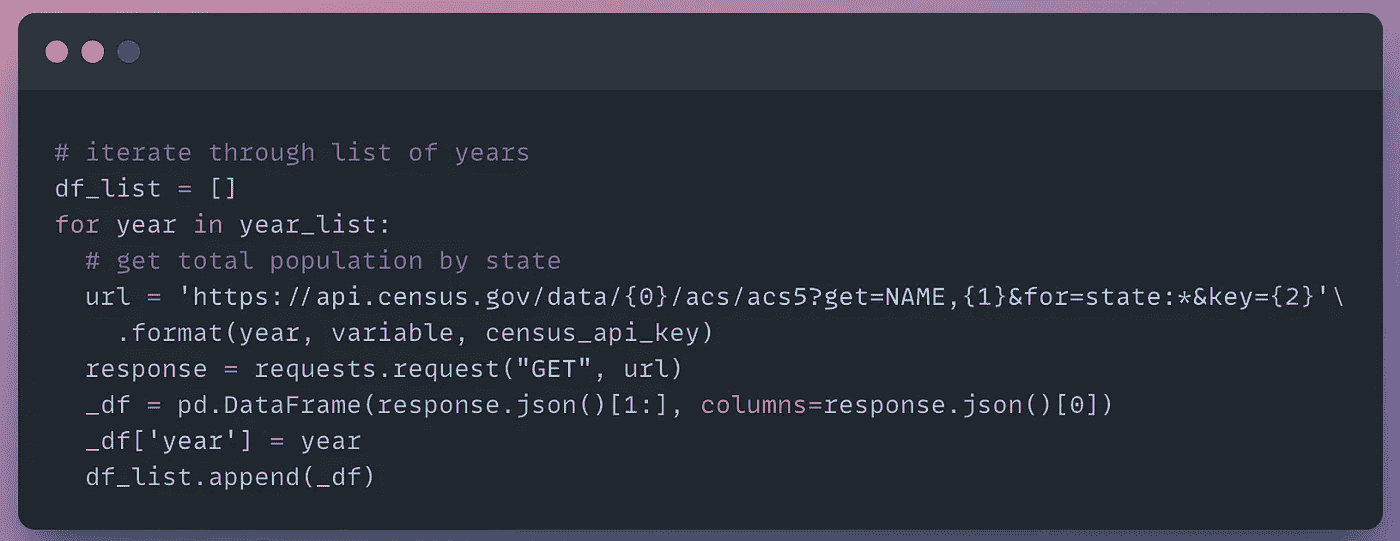 # iterate through list of years
df_list = []
for year in year_list:
  # get total population by state
  url = 'https://api.census.gov/data/{0}/acs/acs5?get=NAME,{1}&for=state:*&key={2}'\
    .format(year, variable, census_api_key)
  response = requests.request("GET", url)
  _df = pd.DataFrame(response.json()[1:], columns=response.json()[0])
  _df['year'] = year
  df_list.append(_df)